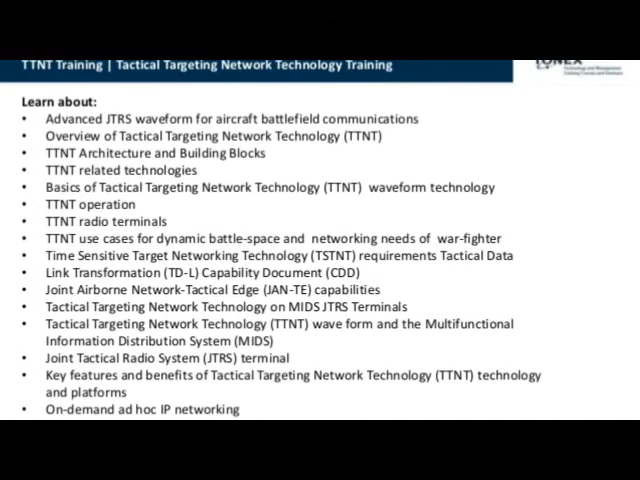 TTNT Training | Tactical Targeting Network Technology Training
TONEX
Learn about:
• Advanced JTRS waveform for aircraft battlefield communications
• Overview of Tactical Targeting Network Technology (TTNT)
• TTNT Architecture and Building Blocks
• TTNT related technologies
• Basics of Tactical Targeting Network Technology (TTNT) waveform technology
• TTNT operation
• TTNT radio terminals
• TTNT use cases for dynamic battle-space and networking needs of war-fighter
• Time Sensitive Target Networking Technology (TSTNT) requirements Tactical Data
• Link Transformation (TD-L) Capability Document (CDD)
• Joint Airborne Network-Tactical Edge (JAN-TE) capabilities
• Tactical Targeting Network Technology on MIDS JTRS Terminals
• Tactical Targeting Network Technology (TTNT) wave form and the Multifunctional
Information Distribution System (MIDS)
• Joint Tactical Radio System (JTRS) terminal
• Key features and benefits of Tactical Targeting Network Technology (TTNT) technology
and platforms
• On-demand ad hoc IP networking